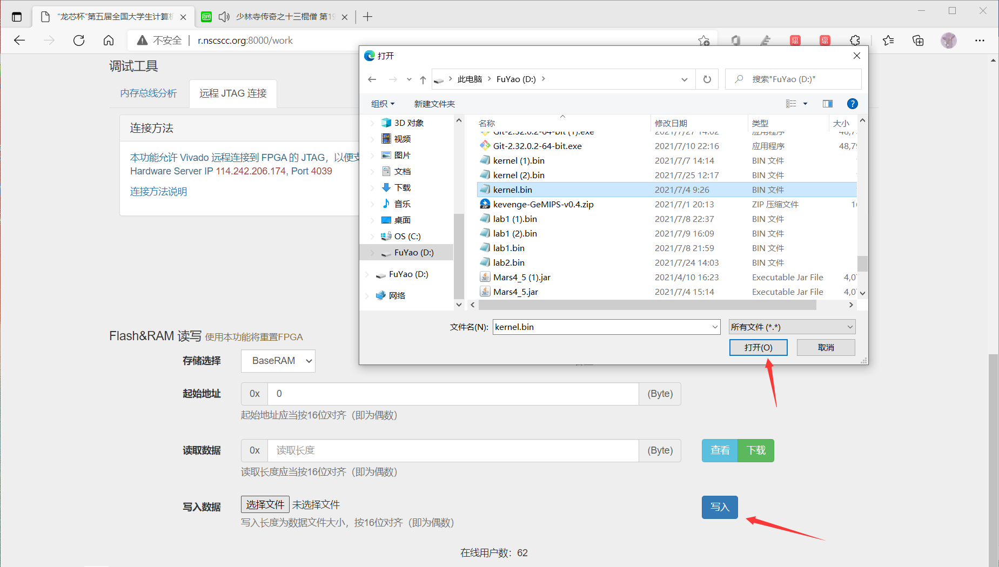 "龙芯杯"第五届全国大学生计算机
少林寺传奇之十三棍僧 第19
不安全
r.nscscc.org:8000/work
调试工具
内存总线分析
远程 JTAG 连接
连接方法
本功能允许 Vivado 远程连接到 FPGA 的 JTAG，以便
Hardware Server IP 114.242.206.174, Port 4039
连接方法说明
打开
此电脑 FuYao (D:)
搜索"FuYao (D:)"
组织
新建文件夹
3D 对象
视频
图片
文档
下载
音乐
桌面
OS (C:)
FuYao (D:)
FuYao (D:)
网络
名称 修改日期 类型 大小
Git-2.32.0.2-64-bit (1).exe 2021/7/27 14:02 应用程序 48,7
Git-2.32.0.2-64-bit.exe 2021/7/10 22:16 应用程序 48,79
kernel (1).bin 2021/7/7 14:14 BIN 文件
kernel (2).bin 2021/7/25 12:17 BIN 文件
kernel.bin 2021/7/4 9:26 BIN 文件
kevenge-GeMIPS-v0.4.zip 2021/7/1 20:13 ZIP 压缩文件 16
lab1 (1).bin 2021/7/8 22:37 BIN 文件
lab1 (2).bin 2021/7/9 16:09 BIN 文件
lab1.bin 2021/7/8 21:59 BIN 文件
lab2.bin 2021/7/24 14:03 BIN 文件
Mars4_5 (1).jar 2021/4/10 16:23 Executable Jar File 4,07
Mars4_5.jar 2021/7/4 15:14 Executable Jar File 4,07
文件名(N): kernel.bin 所有文件 (*.*)
打开(O) 取消
Flash&RAM 读写 使用本功能将重置FPGA
存储选择 BaseRAM
起始地址 0x 0 (Byte)
起始地址应当按16位对齐（即为偶数）
读取数据 0x 读取长度 (Byte) 查看 下载
读取长度应当按16位对齐（即为偶数）
写入数据 选择文件 未选择文件 写入
写入长度为数据文件大小，按16位对齐（即为偶数）
在线用户数：62